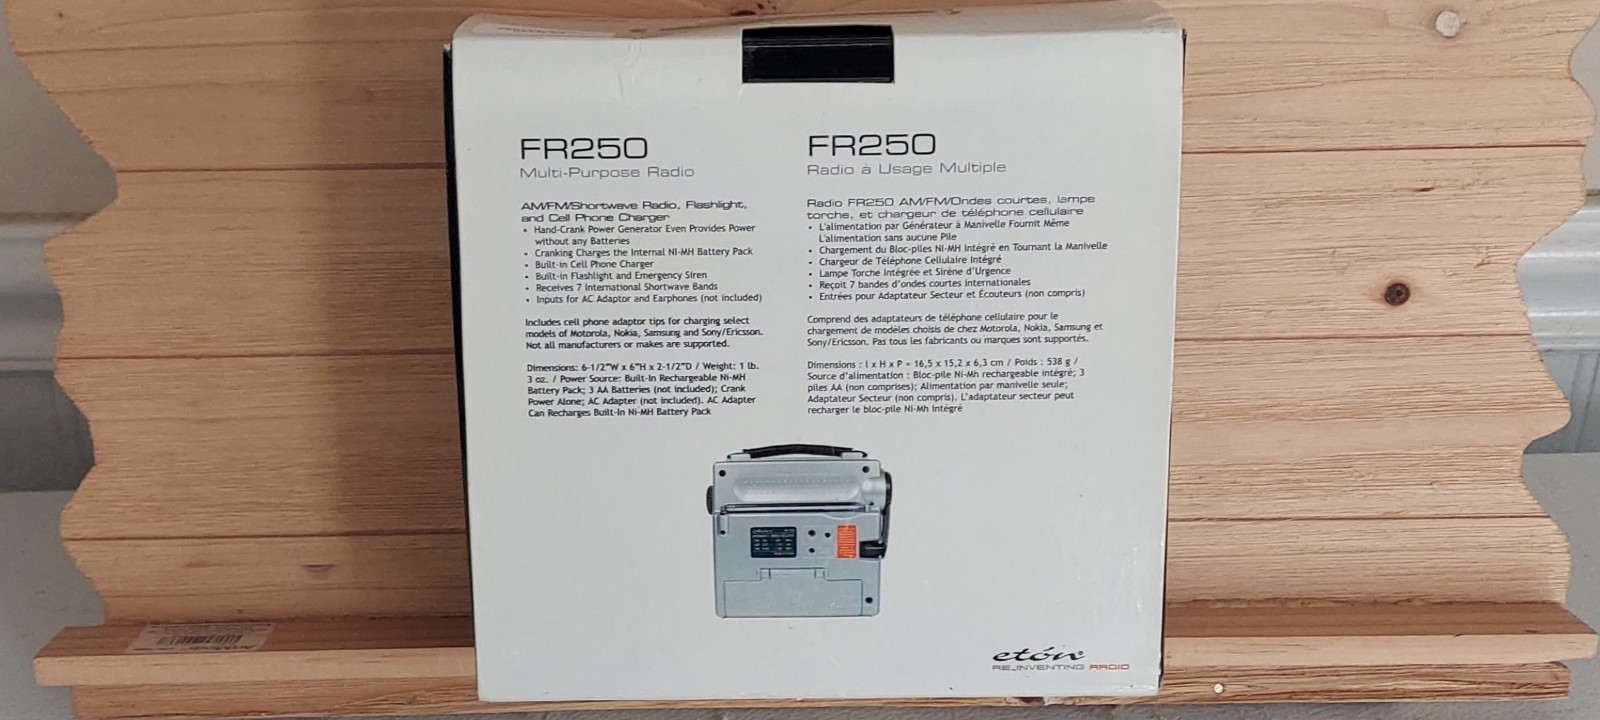 FR250
Multi-Purpose Radio
AM/FM/Shortwave Radio, Flashlight,
and Cell Phone Charger
• Hand-Crank Power Generator Even Provides Power
without any Batteries
• Cranking Charges the Internal NI-MH Battery Pack
• Built-in Cell Phone Charger
• Built-in Flashlight and Emergency Siren
• Receives 7 International Shortwave Bands
• Inputs for AC Adaptor and Earphones (not included)
Includes cell phone adaptor tips for charging select
models of Motorola, Nokia, Samsung and Sony/Ericsson.
Not all manufacturers or makes are supported.
Dimensions: 6-1/2"W x 6"H x 2-1/2"D / Weight: 1 lb.
3 oz. / Power Source: Built-In Rechargeable Ni-MH
Battery Pack; 3 AA Batteries (not included); Crank
Power Alone; AC Adapter (not included). AC Adapter
Can Recharges Built-In Ni-MH Battery Pack
FR250
Radio à Usage Multiple
Radio FR250 AM/FM/Ondes courtes, lampe
torche, et chargeur de téléphone cellulaire
• L'alimentation par Générateur à Manivelle Fournit Même
L'alimentation sans aucune Pile
• Chargement du Bloc-piles NI-MH Intégré en Tournant la Manivelle
• Chargeur de Téléphone Cellulaire Intégré
• Lampe Torche Intégrée et Sirène d'Urgence
• Reçoit 7 bandes d'ondes courtes internationales
• Entrées pour Adaptateur Secteur et Écouteurs (non compris)
Comprend des adaptateurs de téléphone cellulaire pour le
chargement de modèles choisis de chez Motorola, Nokia, Samsung et
Sony/Ericsson. Pas tous les fabricants ou marques sont supportés.
Dimensions : l x H x P = 16,5 x 15,2 x 6,3 cm / Poids : 538 g /
Source d'alimentation : Bloc-pile Ni-Mh rechargeable intégré; 3
piles AA (non comprises); Alimentation par manivelle seule;
Adaptateur Secteur (non compris). L'adaptateur secteur peut
recharger le bloc-pile Ni-Mh intégré
etón
RE_INVENTING RADIO